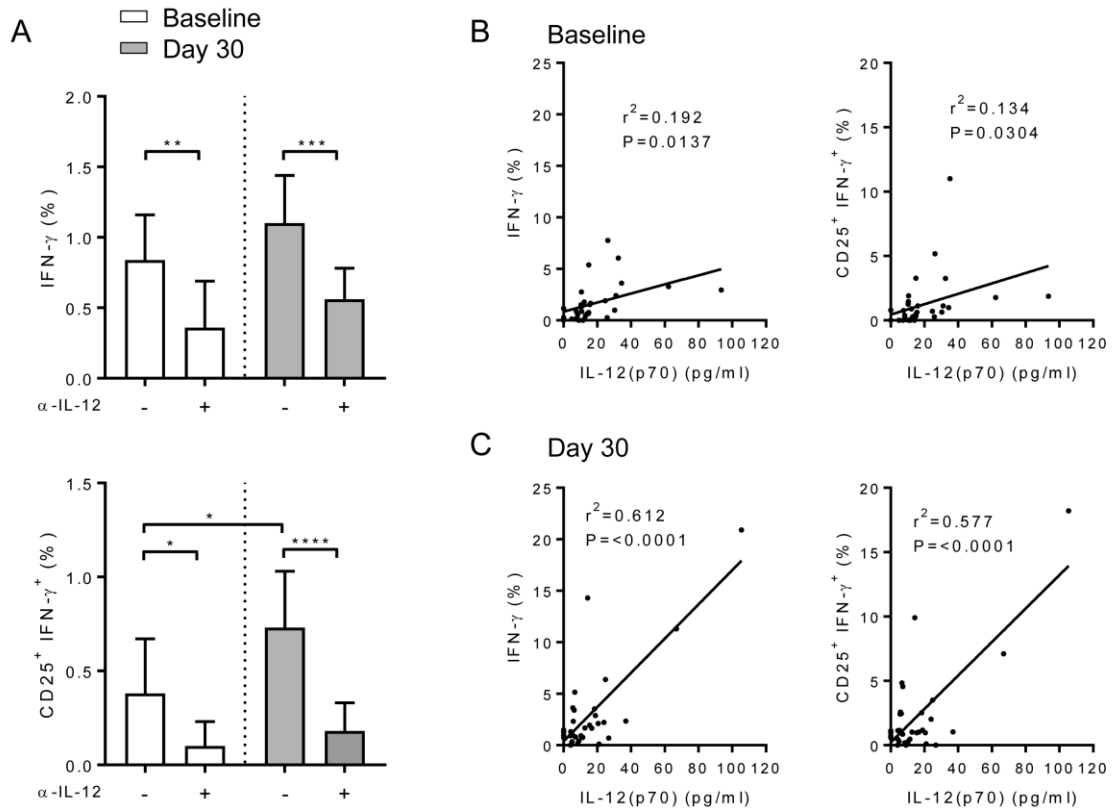 A
Baseline
Day 30
2.0
1.5
1.0
0.5
0.0
IFN-γ (%)
**
***
α-IL-12
- + - +
1.5
1.0
0.5
0.0
CD25⁺ IFN-γ⁺ (%)
*
*
****
α-IL-12
- + - +
B Baseline
25
20
15
10
5
0
IFN-γ (%)
r²=0.192
P=0.0137
0 20 40 60 80 100 120
IL-12(p70) (pg/ml)
20
15
10
5
0
CD25⁺ IFN-γ⁺ (%)
r²=0.134
P=0.0304
0 20 40 60 80 100 120
IL-12(p70) (pg/ml)
C Day 30
25
20
15
10
5
0
IFN-γ (%)
r²=0.612
P=<0.0001
0 20 40 60 80 100 120
IL-12(p70) (pg/ml)
20
15
10
5
0
CD25⁺ IFN-γ⁺ (%)
r²=0.577
P=<0.0001
0 20 40 60 80 100 120
IL-12(p70) (pg/ml)